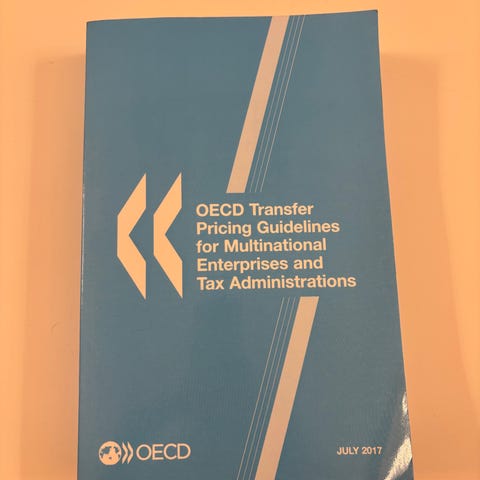 OECD Transfer
Pricing Guidelines
for Multinational
Enterprises and
Tax Administrations
OECD
JULY 2017